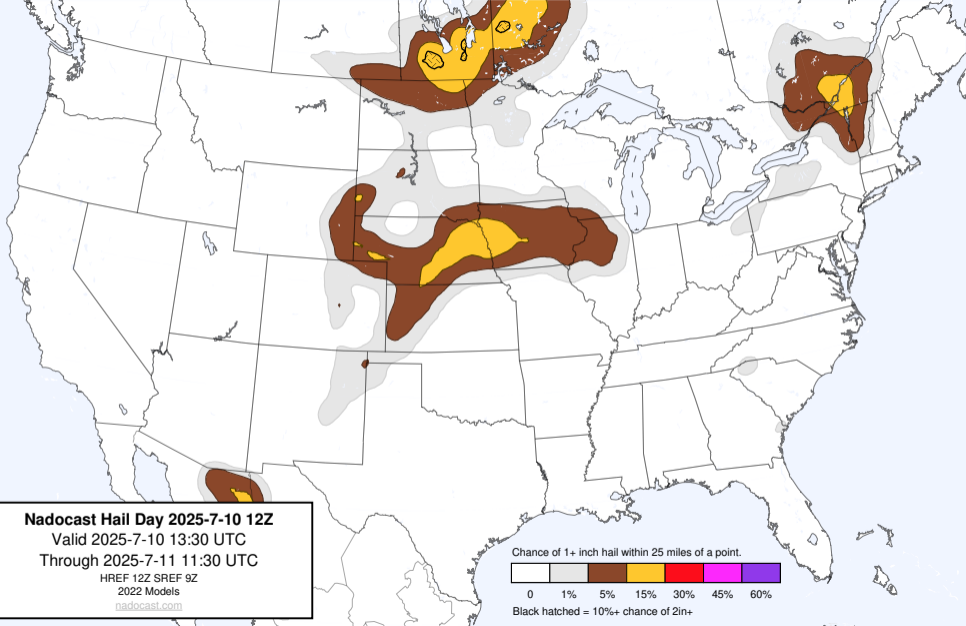 Nadocast Hail Day 2025-7-10 12Z
Valid 2025-7-10 13:30 UTC
Through 2025-7-11 11:30 UTC
HREF 12Z SREF 9Z
2022 Models
nadocast.com
Chance of 1+ inch hail within 25 miles of a point.
0 1% 5% 15% 30% 45% 60%
Black hatched = 10%+ chance of 2in+